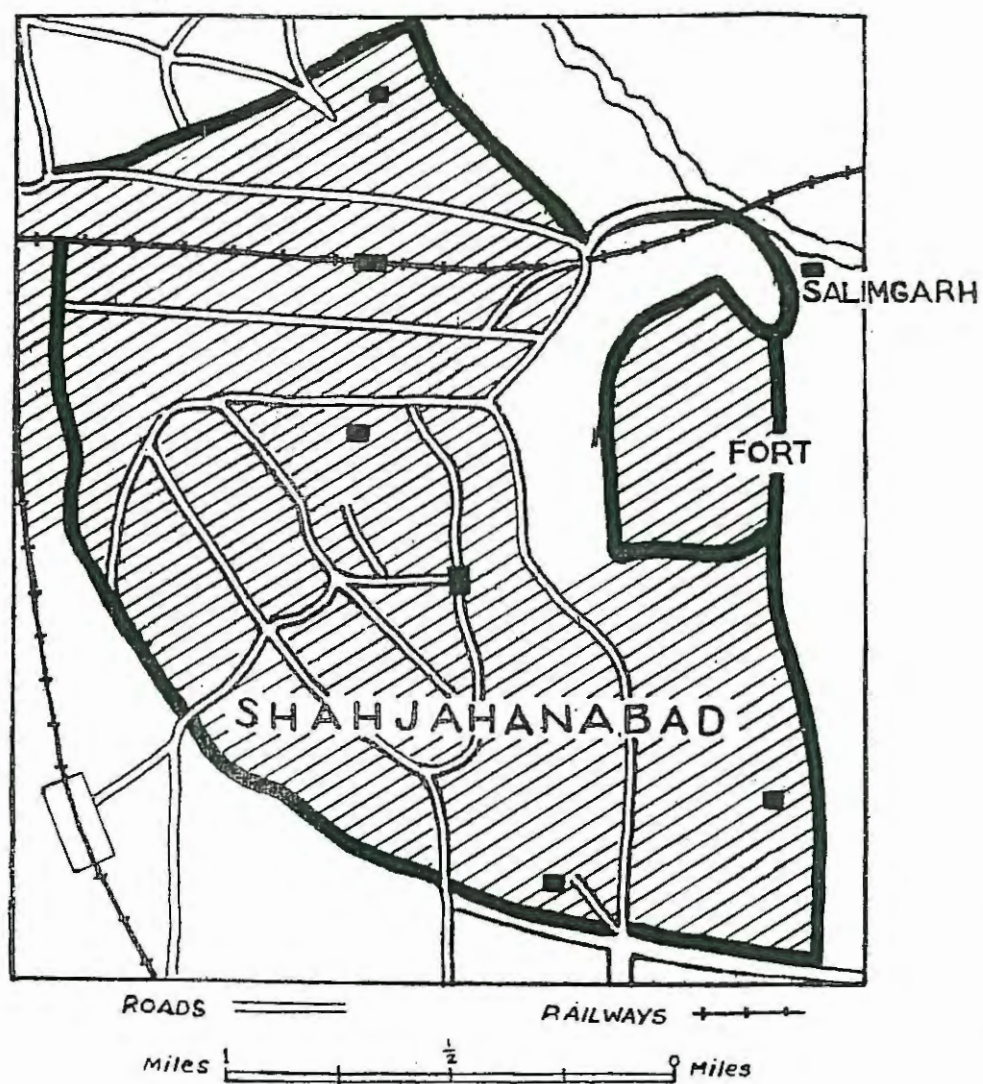 SALIMGARH
FORT
SHAHJAHANABAD
ROADS RAILWAYS
Miles 1 ½ 0 Miles